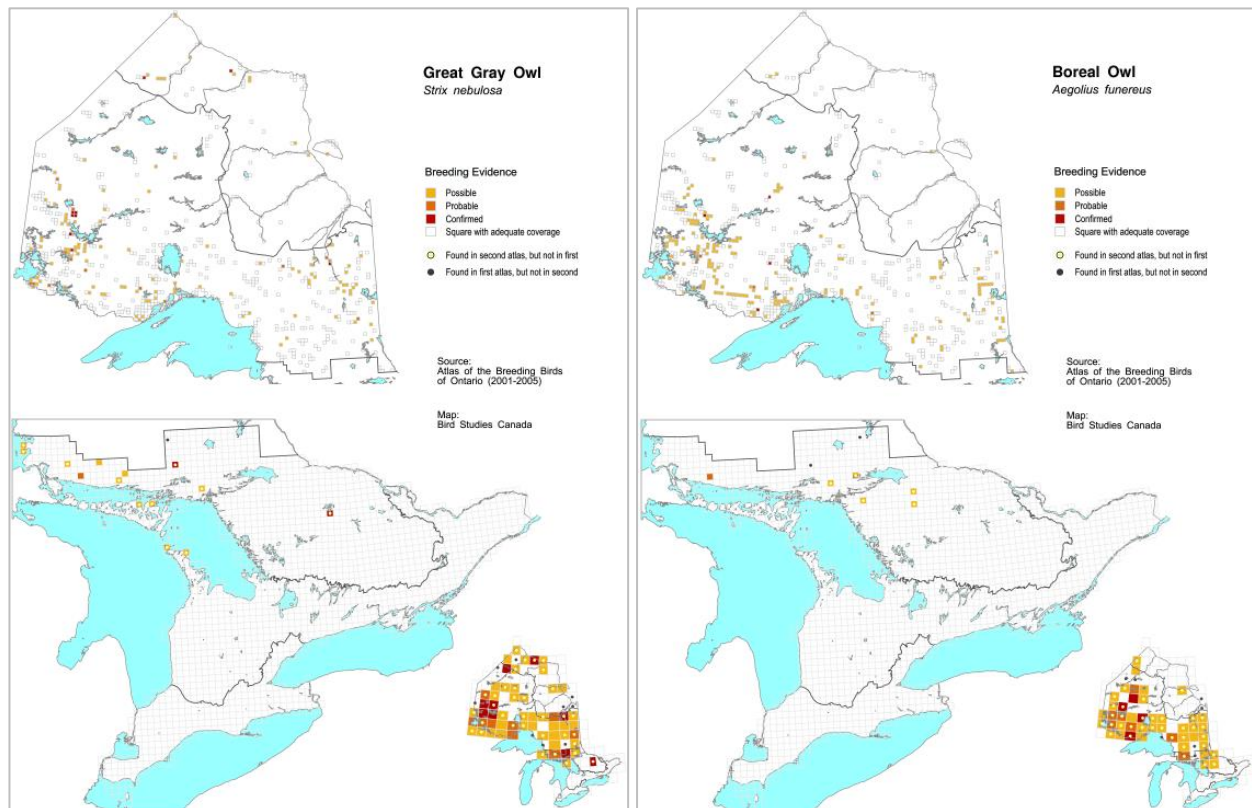 Great Gray Owl
Strix nebulosa
Breeding Evidence
Possible
Probable
Confirmed
Square with adequate coverage
Found in second atlas, but not in first
Found in first atlas, but not in second
Source:
Atlas of the Breeding Birds
of Ontario (2001-2005)
Map:
Bird Studies Canada
Boreal Owl
Aegolius funereus
Breeding Evidence
Possible
Probable
Confirmed
Square with adequate coverage
Found in second atlas, but not in first
Found in first atlas, but not in second
Source:
Atlas of the Breeding Birds
of Ontario (2001-2005)
Map:
Bird Studies Canada